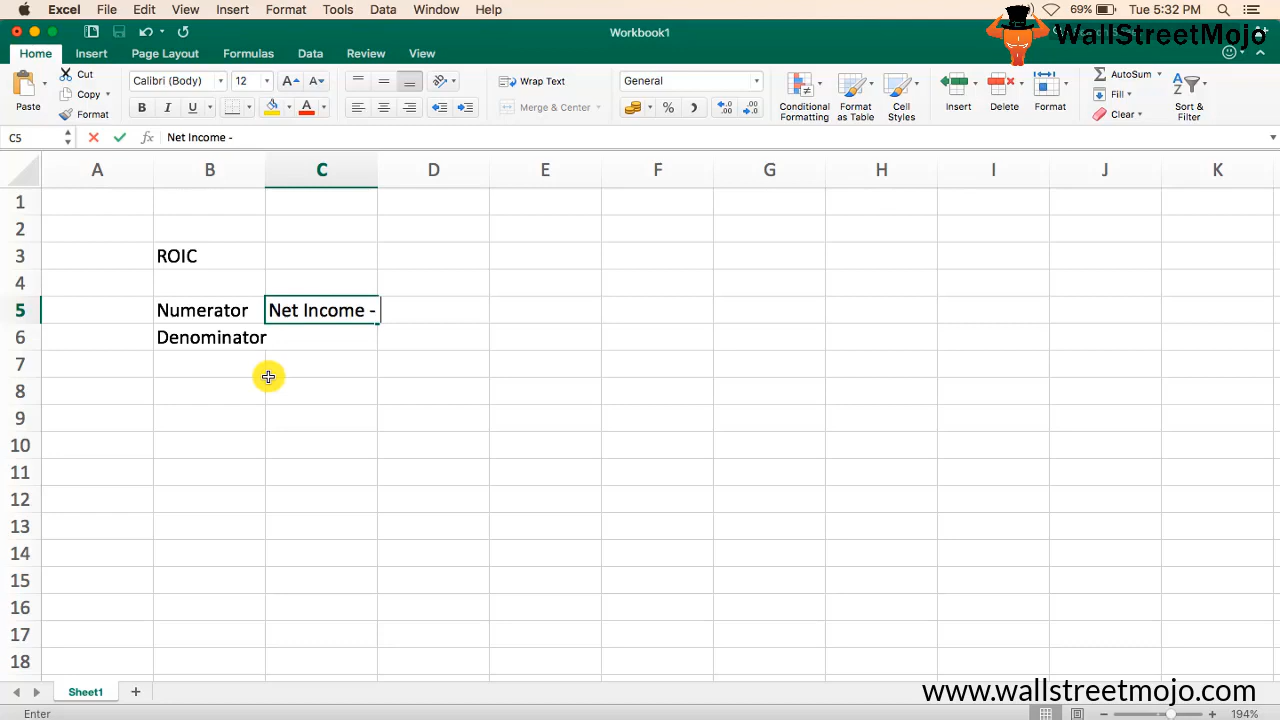 Excel File Edit View Insert Format Tools Data Window Help 69% Tue 5:32 PM
Workbook1
WallStreetMojo
Home Insert Page Layout Formulas Data Review View
Paste Cut Calibri (Body) 12 A A Wrap Text General Conditional Formatting Format as Table Cell Styles Insert Delete Format AutoSum Sort & Filter
Copy Fill
Format B I U A Merge & Center % Clear
C5 fx Net Income -
A B C D E F G H I J K
1
2
3 ROIC
4
5 Numerator Net Income -
6 Denominator
7
8
9
10
11
12
13
14
15
16
17
18
Sheet1
www.wallstreetmojo.com
Enter 194%